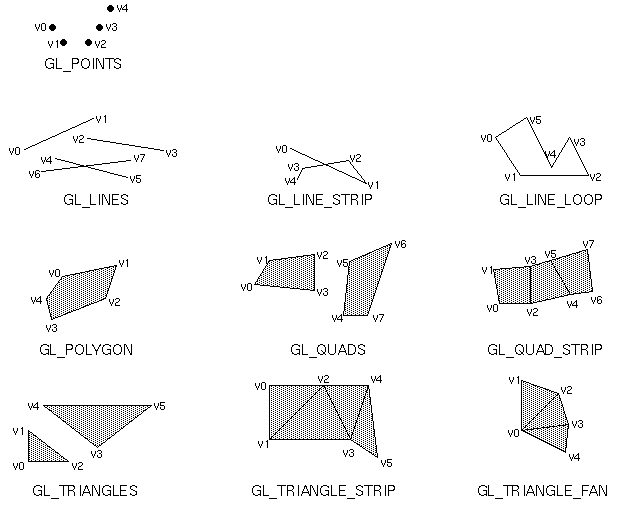 v4
v0 v3
v1 v2
GL_POINTS
v1
v2
v0 v3
v4 v7
v6 v5
GL_LINES
v0
v2
v3
v4 v1
GL_LINE_STRIP
v5
v0 v3
v4
v1 v2
GL_LINE_LOOP
v1
v0
v4 v2
v3
GL_POLYGON
v6
v1 v2 v5
v0 v3
v4 v7
GL_QUADS
v7
v5
v3
v1
v6
v0 v2 v4
GL_QUAD_STRIP
v4 v5
v1
v3
v0 v2
GL_TRIANGLES
v2 v4
v0
v1
v3
v5
GL_TRIANGLE_STRIP
v1
v2
v3
v0
v4
GL_TRIANGLE_FAN